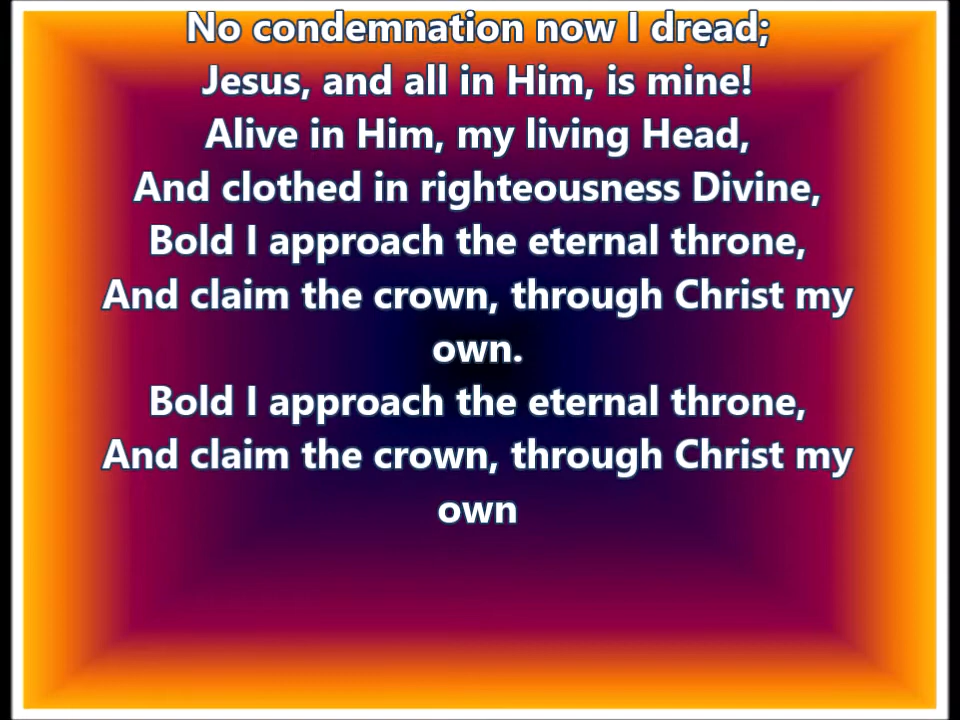 No condemnation now I dread;
Jesus, and all in Him, is mine!
Alive in Him, my living Head,
And clothed in righteousness Divine,
Bold I approach the eternal throne,
And claim the crown, through Christ my
own.
Bold I approach the eternal throne,
And claim the crown, through Christ my
own